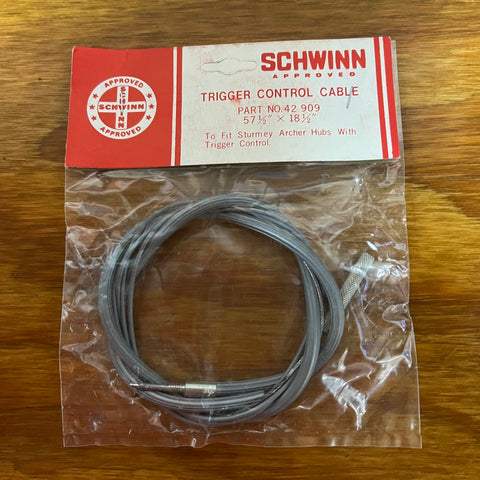 APPROVED
SCHWINN
SCHWINN
APPROVED
SCHWINN
APPROVED
TRIGGER CONTROL CABLE
PART NO.42 909
57½" × 18½"
To Fit Sturmey Archer Hubs With
Trigger Control.